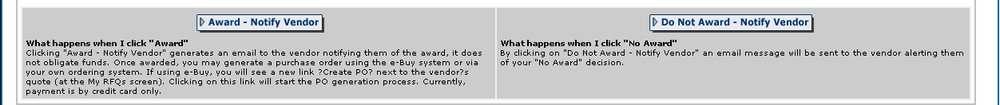 Award - Notify Vendor
What happens when I click "Award"
Clicking "Award - Notify Vendor" generates an email to the vendor notifying them of the award, it does
not obligate funds. Once awarded, you may generate a purchase order using the e-Buy system or via
your own ordering system. If using e-Buy, you will see a new link ?Create PO? next to the vendor?s
quote (at the My RFQs screen). Clicking on this link will start the PO generation process. Currently,
payment is by credit card only.
Do Not Award - Notify Vendor
What happens when I click "No Award"
By clicking on "Do Not Award - Notify Vendor" an email message will be sent to the vendor alerting them
of your "No Award" decision.